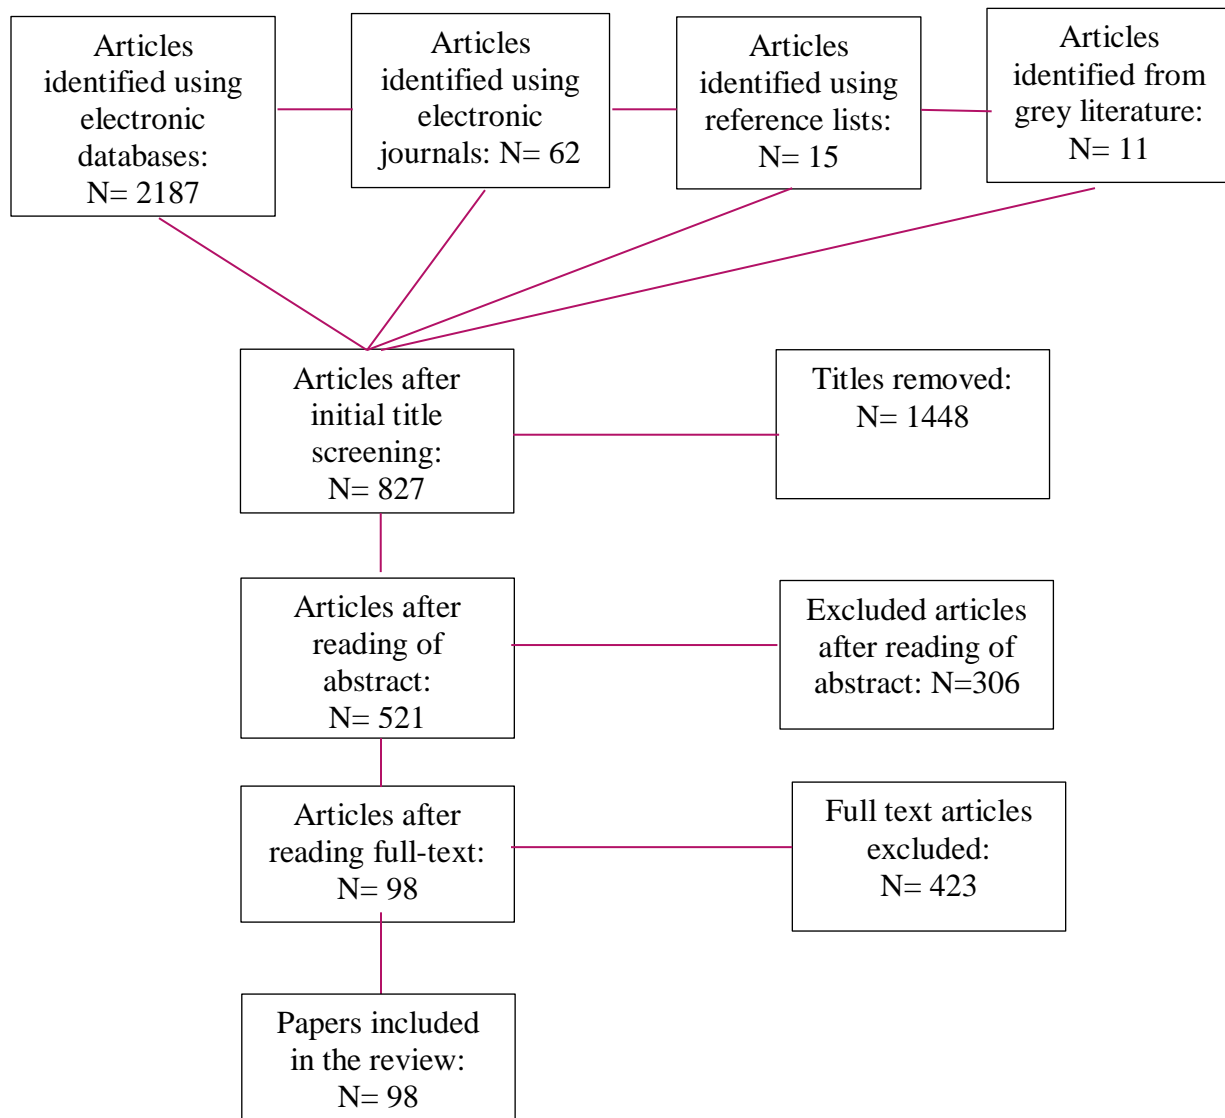 Articles
identified using
electronic
databases:
N= 2187
Articles
identified using
electronic
journals: N= 62
Articles
identified using
reference lists:
N= 15
Articles
identified from
grey literature:
N= 11
Articles after
initial title
screening:
N= 827
Titles removed:
N= 1448
Articles after
reading of
abstract:
N= 521
Excluded articles
after reading of
abstract: N=306
Articles after
reading full-text:
N= 98
Full text articles
excluded:
N= 423
Papers included
in the review:
N= 98